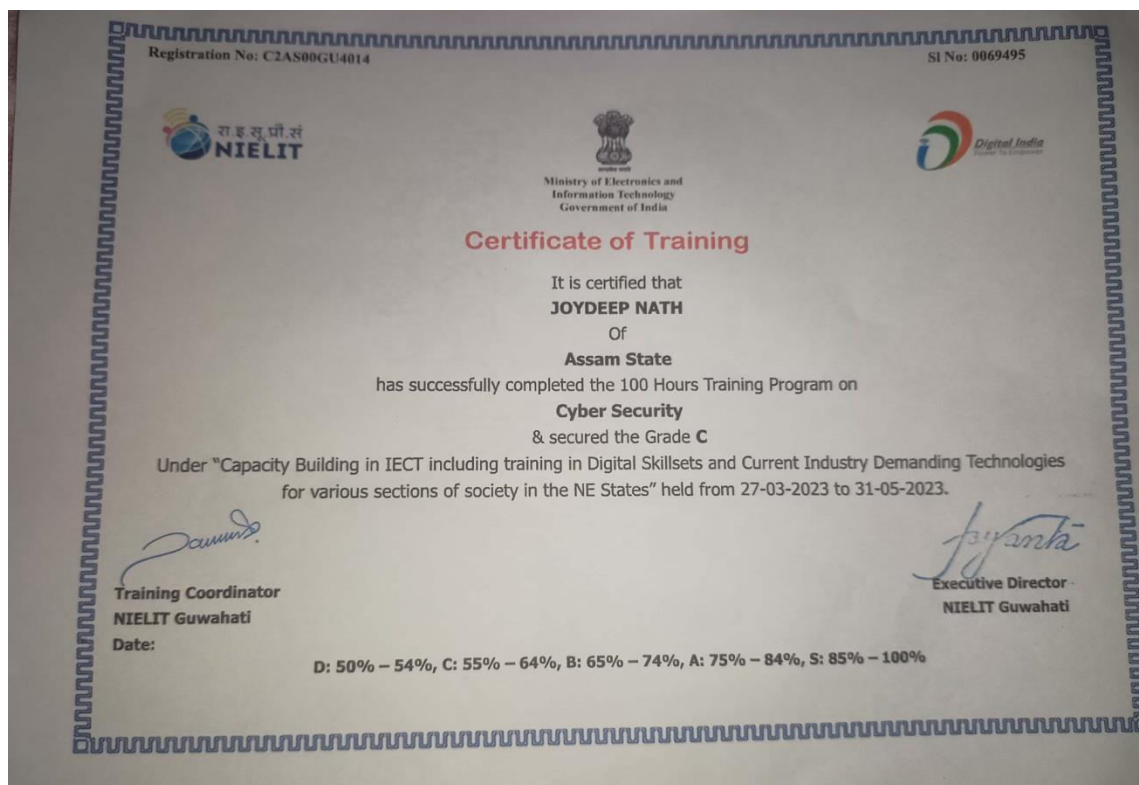 Registration No: C2AS00GU4014
Sl No: 0069495
रा.इ.सू.प्रौ.सं
NIELIT
Digital India
Power To Empower
Ministry of Electronics and
Information Technology
Government of India
Certificate of Training
It is certified that
JOYDEEP NATH
Of
Assam State
has successfully completed the 100 Hours Training Program on
Cyber Security
& secured the Grade C
Under "Capacity Building in IECT including training in Digital Skillsets and Current Industry Demanding Technologies
for various sections of society in the NE States" held from 27-03-2023 to 31-05-2023.
Jayanta
Training Coordinator
NIELIT Guwahati
Date:
Executive Director
NIELIT Guwahati
D: 50% – 54%, C: 55% – 64%, B: 65% – 74%, A: 75% – 84%, S: 85% – 100%